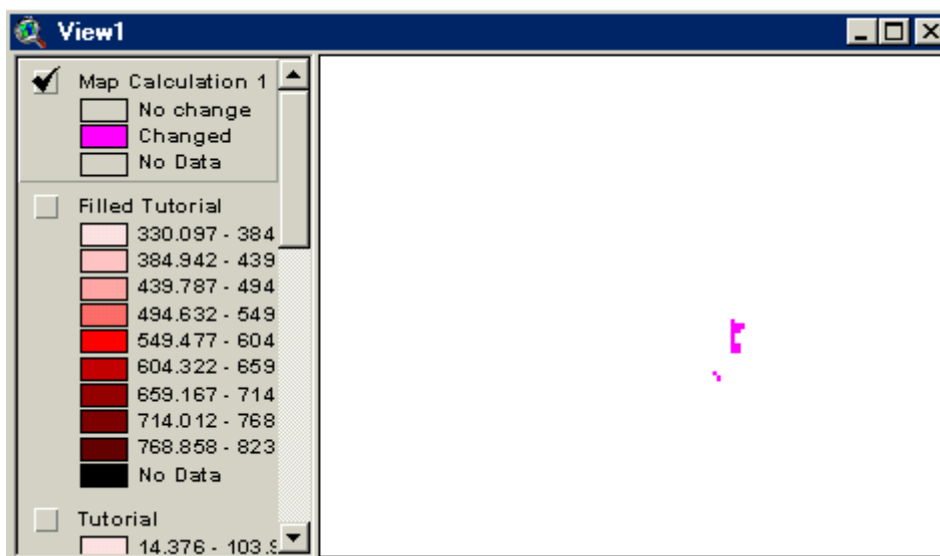 View1
Map Calculation 1
No change
Changed
No Data
Filled Tutorial
330.097 - 384
384.942 - 439
439.787 - 494
494.632 - 549
549.477 - 604
604.322 - 659
659.167 - 714
714.012 - 768
768.858 - 823
No Data
Tutorial
14.376 - 103.9